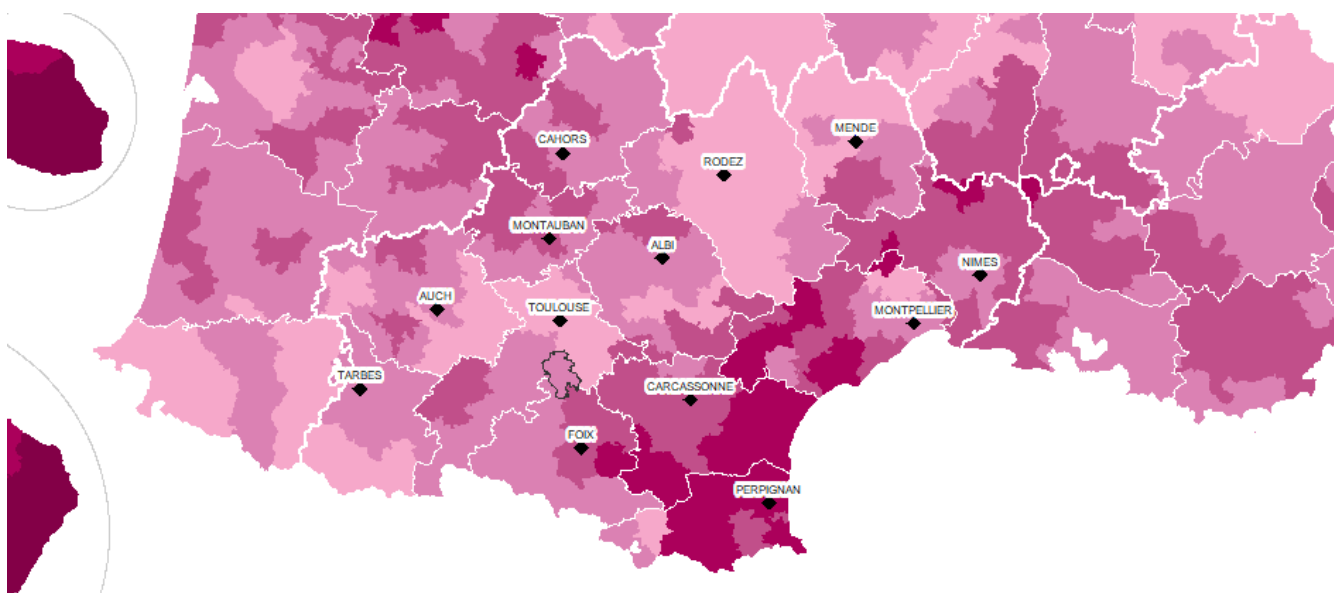 MENDE
CAHORS
RODEZ
MONTAUBAN
ALBI
NIMES
AUCH
TOULOUSE
MONTPELLIER
TARBES
CARCASSONNE
FOIX
PERPIGNAN